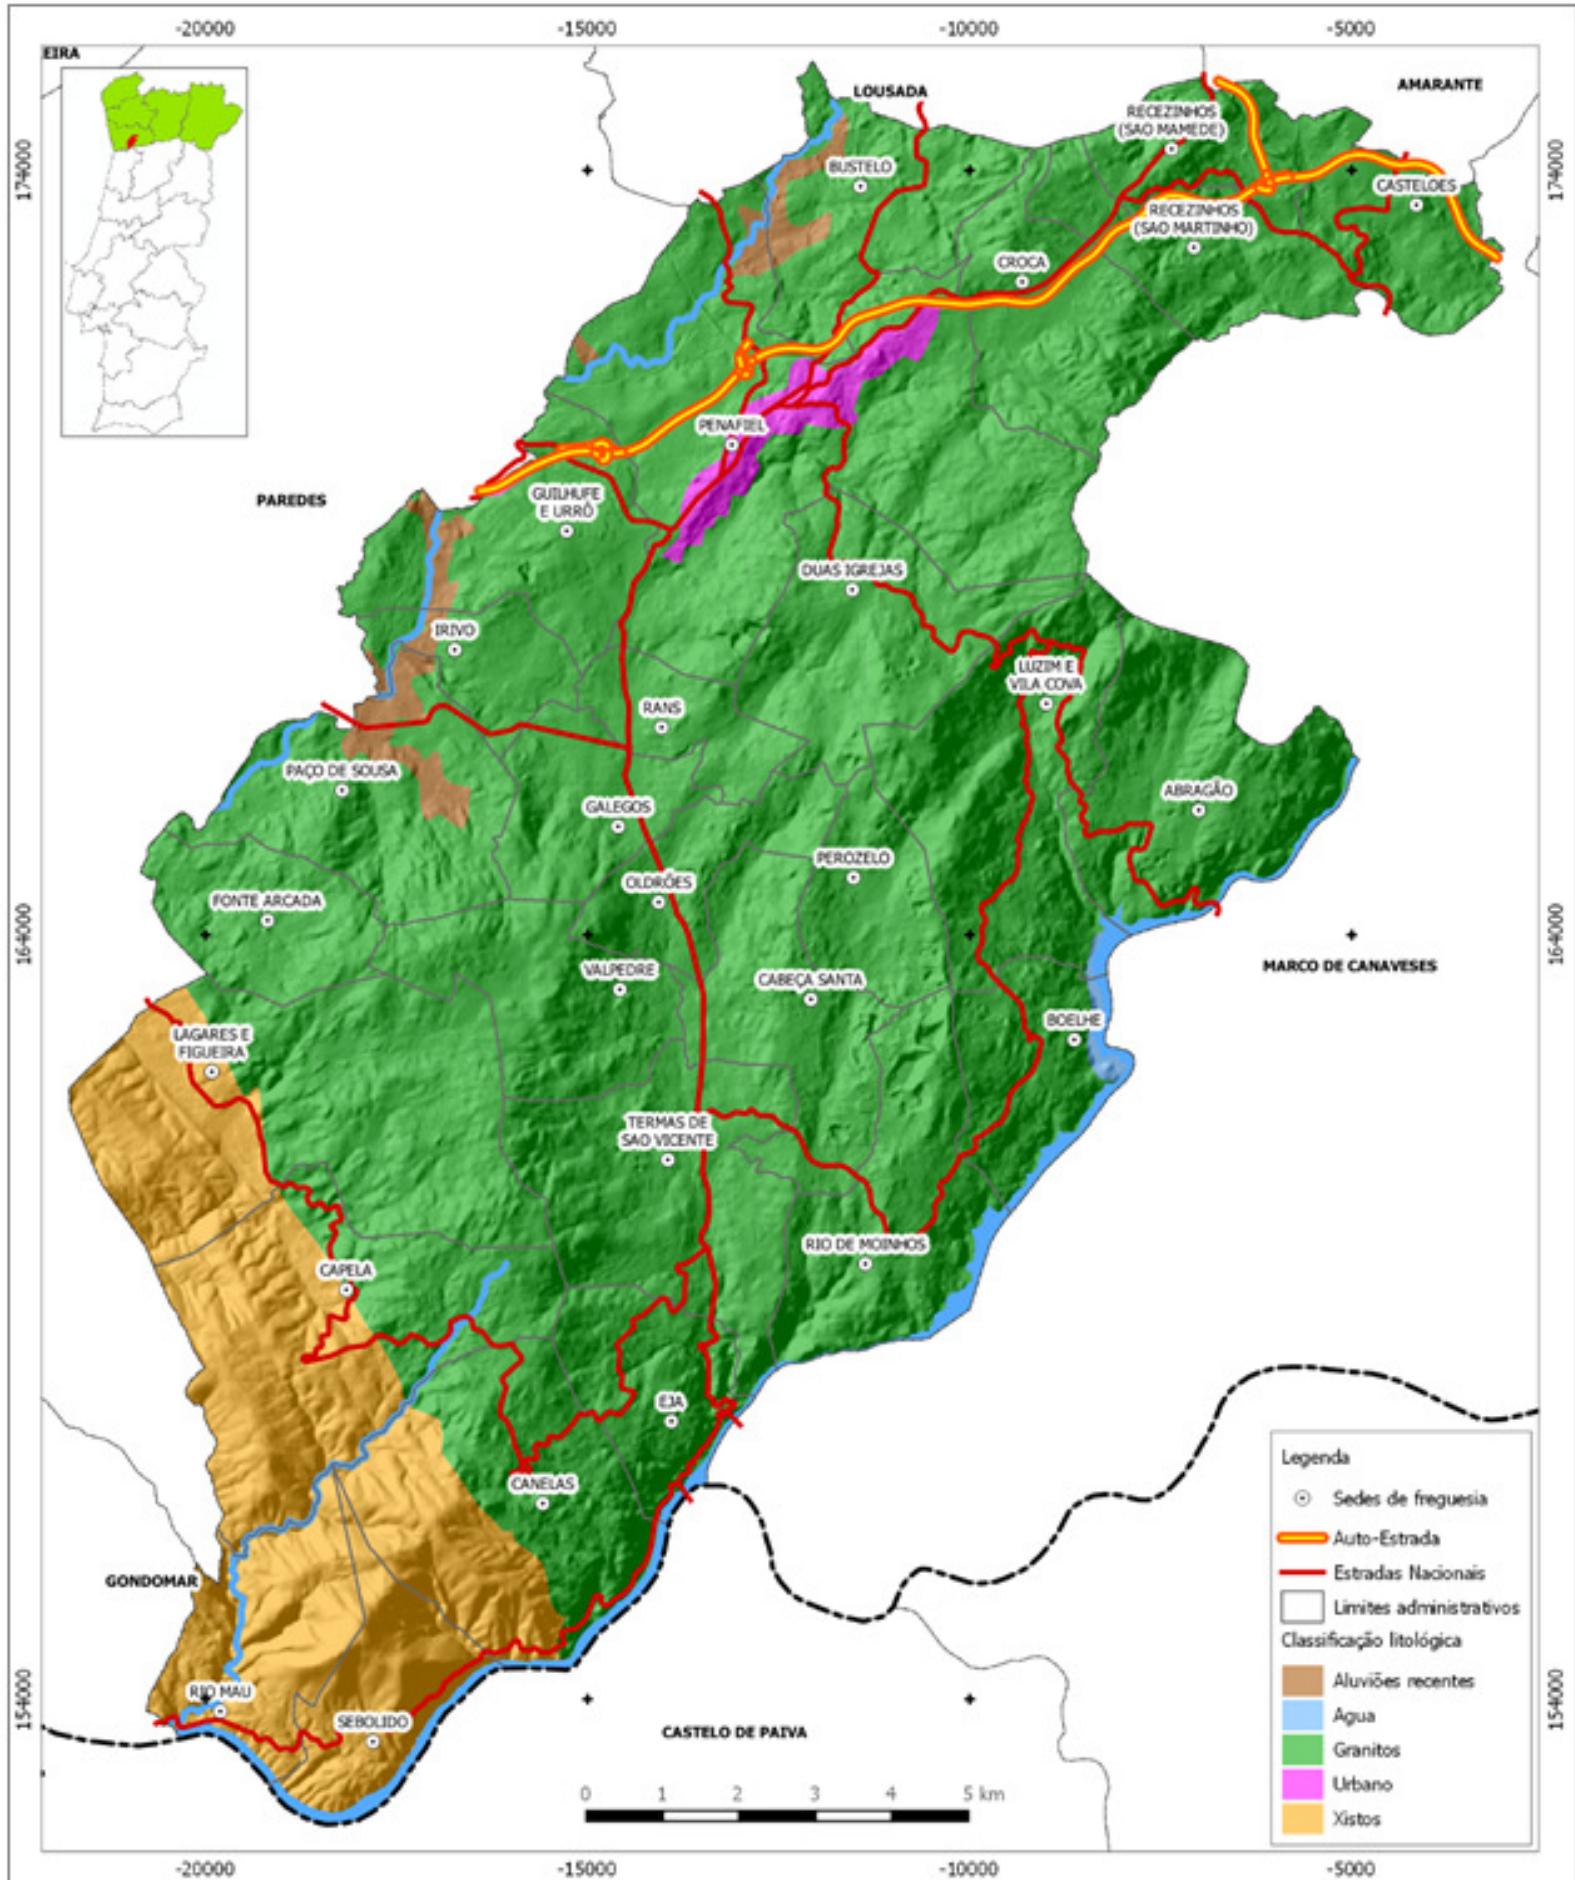 -20000
-15000
-10000
-5000
EIRA
LOUSADA
AMARANTE
RECEZINHOS
(SAO MAMEDE)
174000
174000
BUSTELO
CASTELOES
RECEZINHOS
(SAO MARTINHO)
CROCA
PENAFIEL
PAREDES
GUILHUFE
E URRÔ
DUAS IGREJAS
IRIVO
LUZIM E
VILA COVA
RANS
PAÇO DE SOUSA
ABRAGÃO
GALEGOS
PEROZELO
OLDRÕES
FONTE ARCADA
164000
164000
MARCO DE CANAVESES
VALPEDRE
CABEÇA SANTA
BOELHE
LAGARES E
FIGUEIRA
TERMAS DE
SAO VICENTE
RIO DE MOINHOS
CAPELA
EJA
CANELAS
GONDOMAR
RIO MAU
SEBOLIDO
CASTELO DE PAIVA
154000
154000
Legenda
Sedes de freguesia
Auto-Estrada
Estradas Nacionais
Limites administrativos
Classificação litológica
Aluviões recentes
Agua
Granitos
Urbano
Xistos
0 1 2 3 4 5 km
-20000
-15000
-10000
-5000